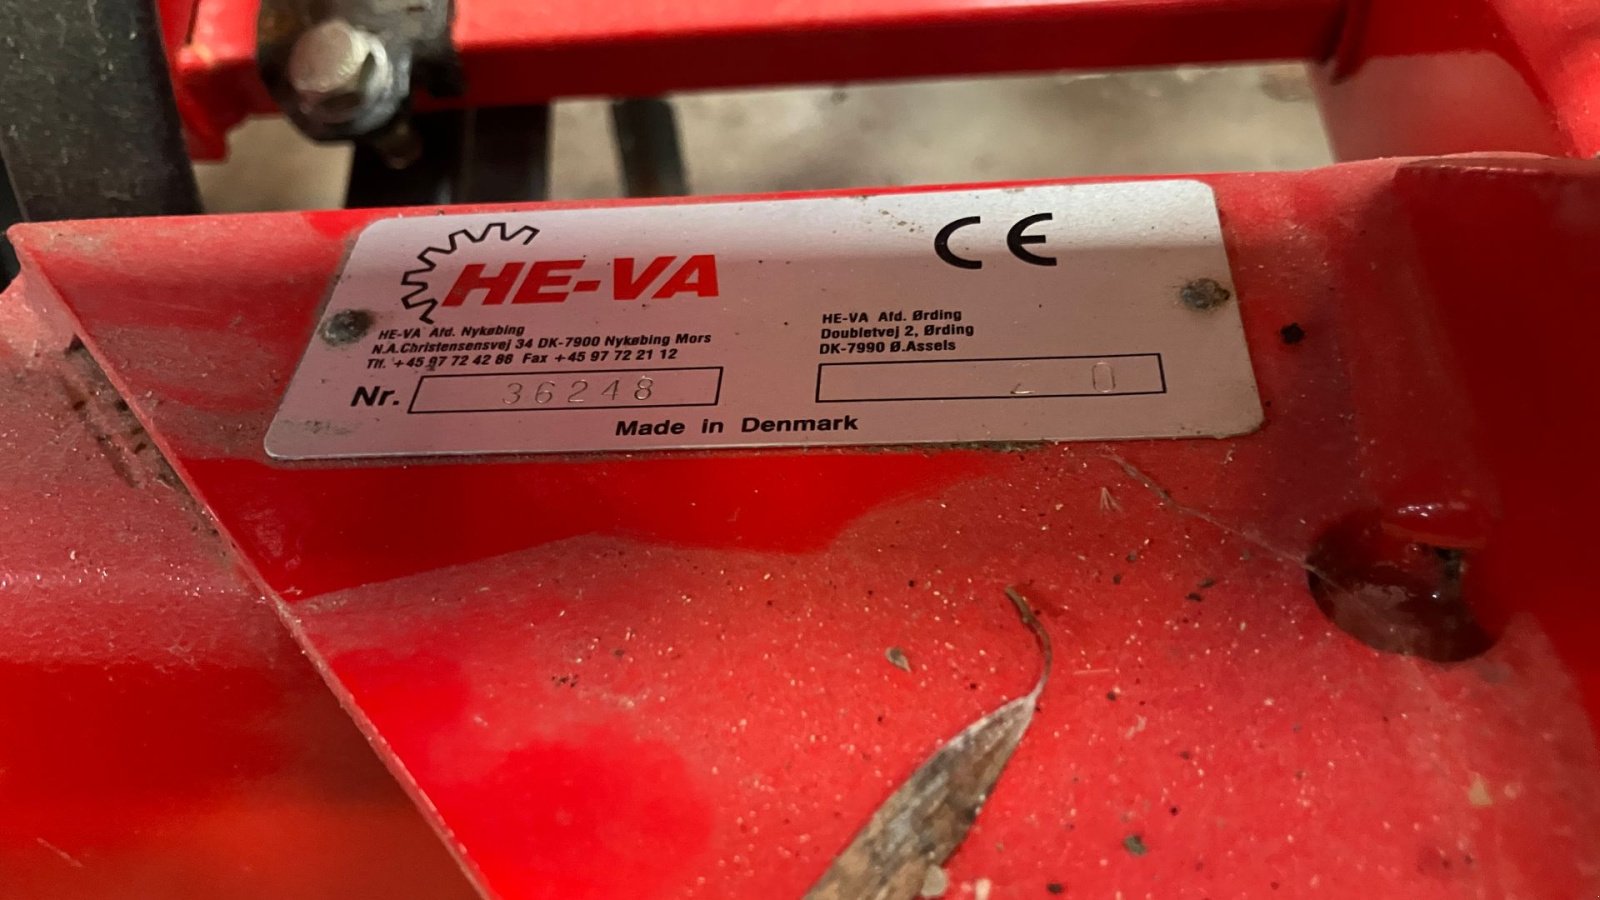 HE-VA
CE
HE-VA Afd. Nykøbing
N.A.Christensensvej 34 DK-7900 Nykøbing Mors
Tlf. +45 97 72 42 88 Fax +45 97 72 21 12
Nr. 36248
HE-VA Afd. Ørding
Doubletvej 2, Ørding
DK-7990 Ø.Assels
2 0
Made in Denmark